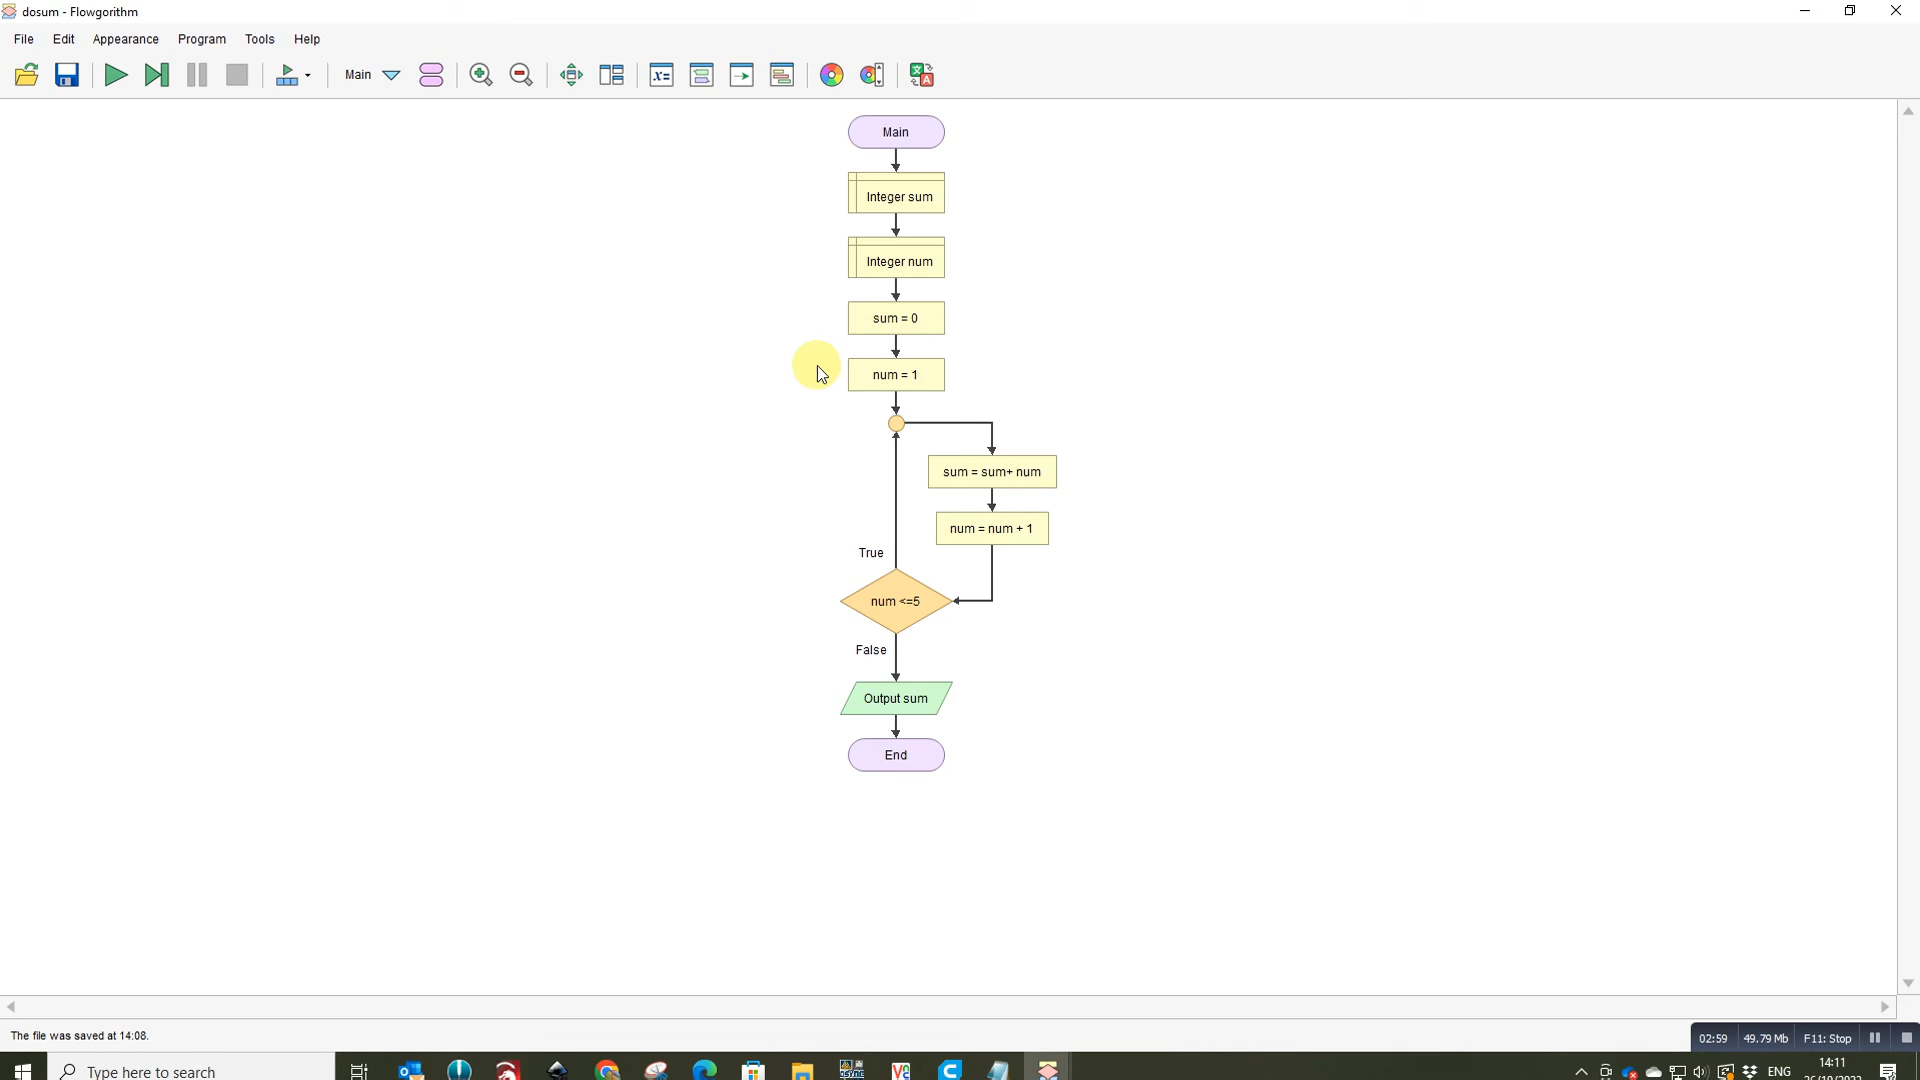 dosum - Flowgorithm
File Edit Appearance Program Tools Help
Main
Main
Integer sum
Integer num
sum = 0
num = 1
sum = sum+ num
num = num + 1
True
num <=5
False
Output sum
End
The file was saved at 14:08.
02:59 49.79 Mb F11: Stop
Type here to search
ENG
14:11